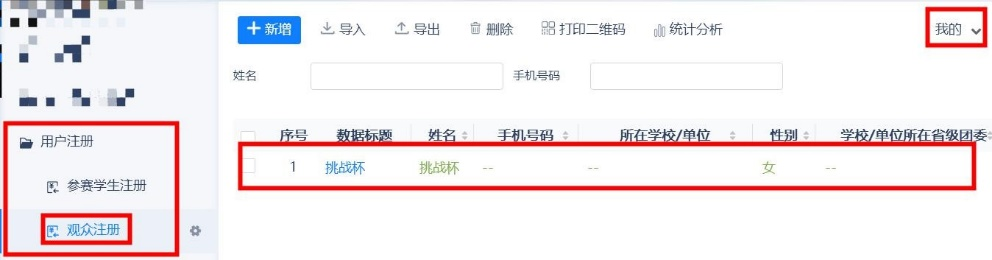 新增 导入 导出 删除 打印二维码 统计分析 我的
姓名 手机号码
用户注册
参赛学生注册
观众注册
序号 数据标题 姓名 手机号码 所在学校/单位 性别 学校/单位所在省级团委
1 挑战杯 挑战杯 -- -- 女 --